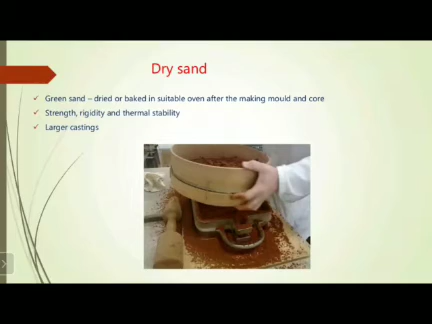 Dry sand
Green sand – dried or baked in suitable oven after the making mould and core
Strength, rigidity and thermal stability
Larger castings